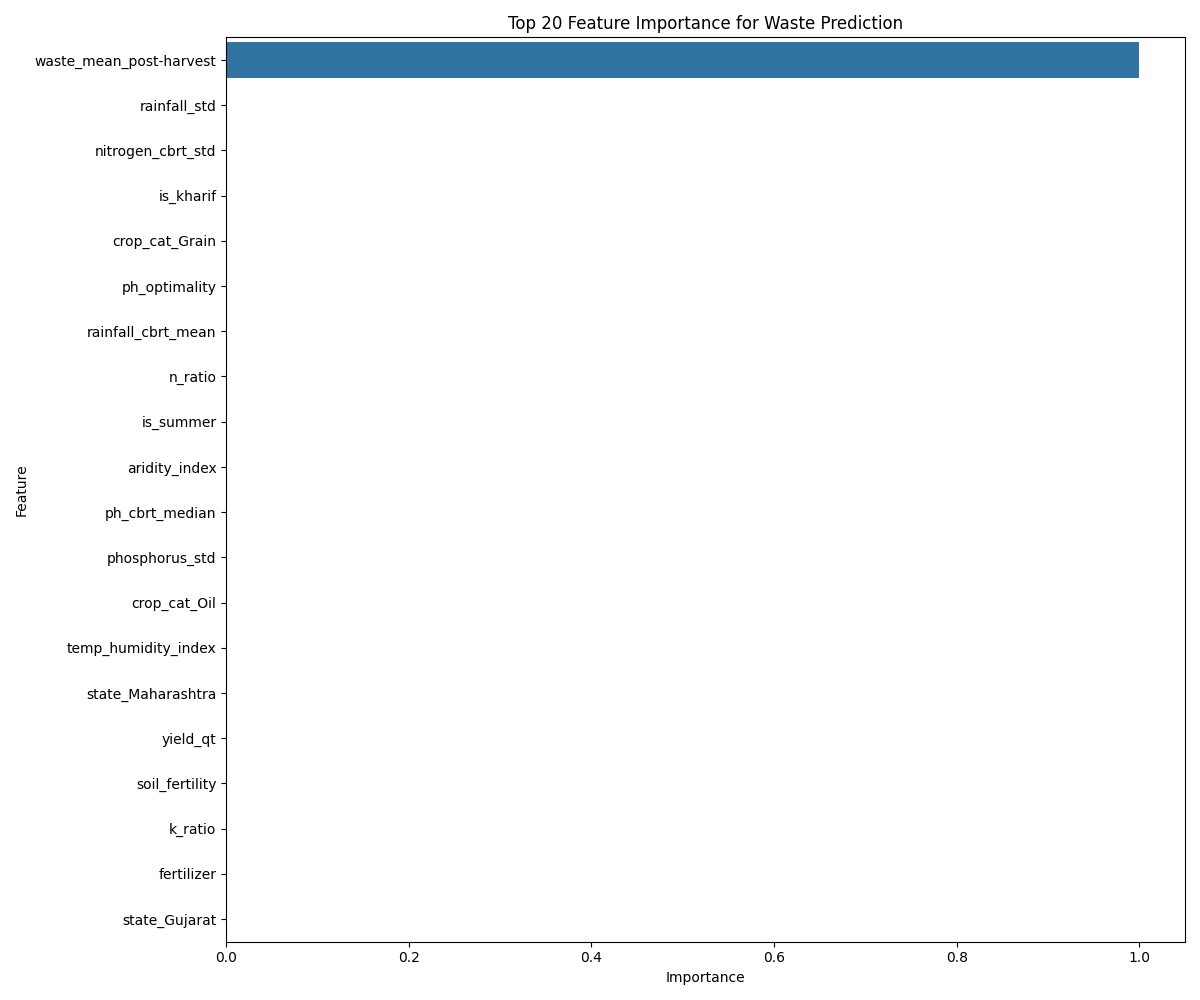 Top 20 Feature Importance for Waste Prediction
waste_mean_post-harvest
rainfall_std
nitrogen_cbrt_std
is_kharif
crop_cat_Grain
ph_optimality
rainfall_cbrt_mean
n_ratio
is_summer
aridity_index
ph_cbrt_median
phosphorus_std
crop_cat_Oil
temp_humidity_index
state_Maharashtra
yield_qt
soil_fertility
k_ratio
fertilizer
state_Gujarat
Feature
0.0 0.2 0.4 0.6 0.8 1.0
Importance